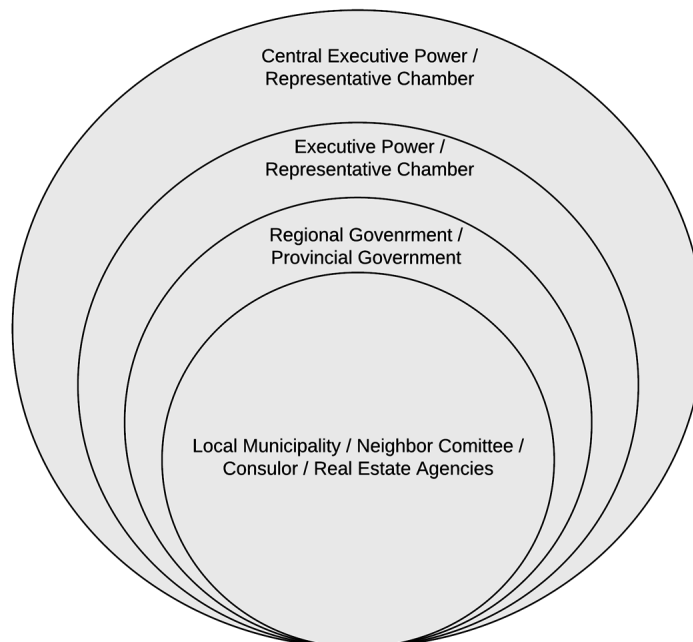 Central Executive Power /
Representative Chamber
Executive Power /
Representative Chamber
Regional Govenrment /
Provincial Government
Local Municipality / Neighbor Comittee /
Consulor / Real Estate Agencies